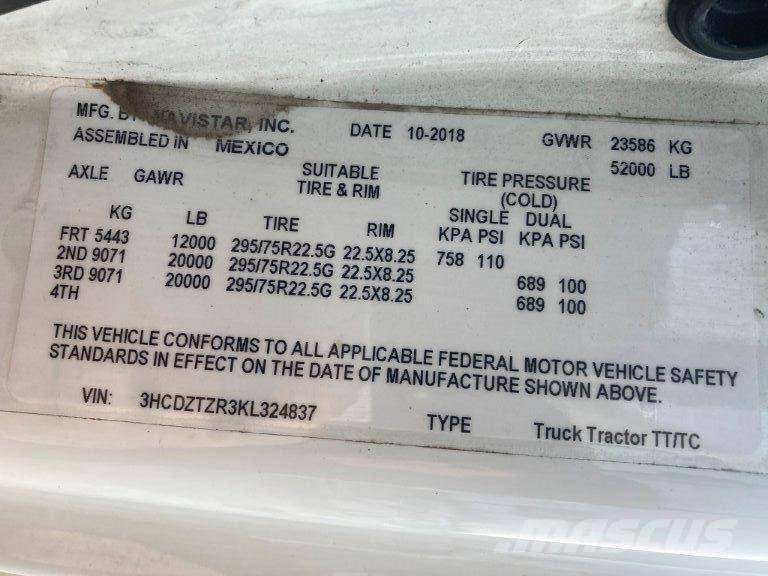 MFG. BY NAVISTAR, INC. DATE 10-2018 GVWR 23586 KG
ASSEMBLED IN MEXICO 52000 LB
AXLE GAWR SUITABLE TIRE PRESSURE
TIRE & RIM (COLD)
SINGLE DUAL
KG LB TIRE RIM KPA PSI KPA PSI
FRT 5443 12000 295/75R22.5G 22.5X8.25 758 110
2ND 9071 20000 295/75R22.5G 22.5X8.25 689 100
3RD 9071 20000 295/75R22.5G 22.5X8.25 689 100
4TH
THIS VEHICLE CONFORMS TO ALL APPLICABLE FEDERAL MOTOR VEHICLE SAFETY
STANDARDS IN EFFECT ON THE DATE OF MANUFACTURE SHOWN ABOVE.
VIN: 3HCDZTZR3KL324837 TYPE Truck Tractor TT/TC
MASCUS